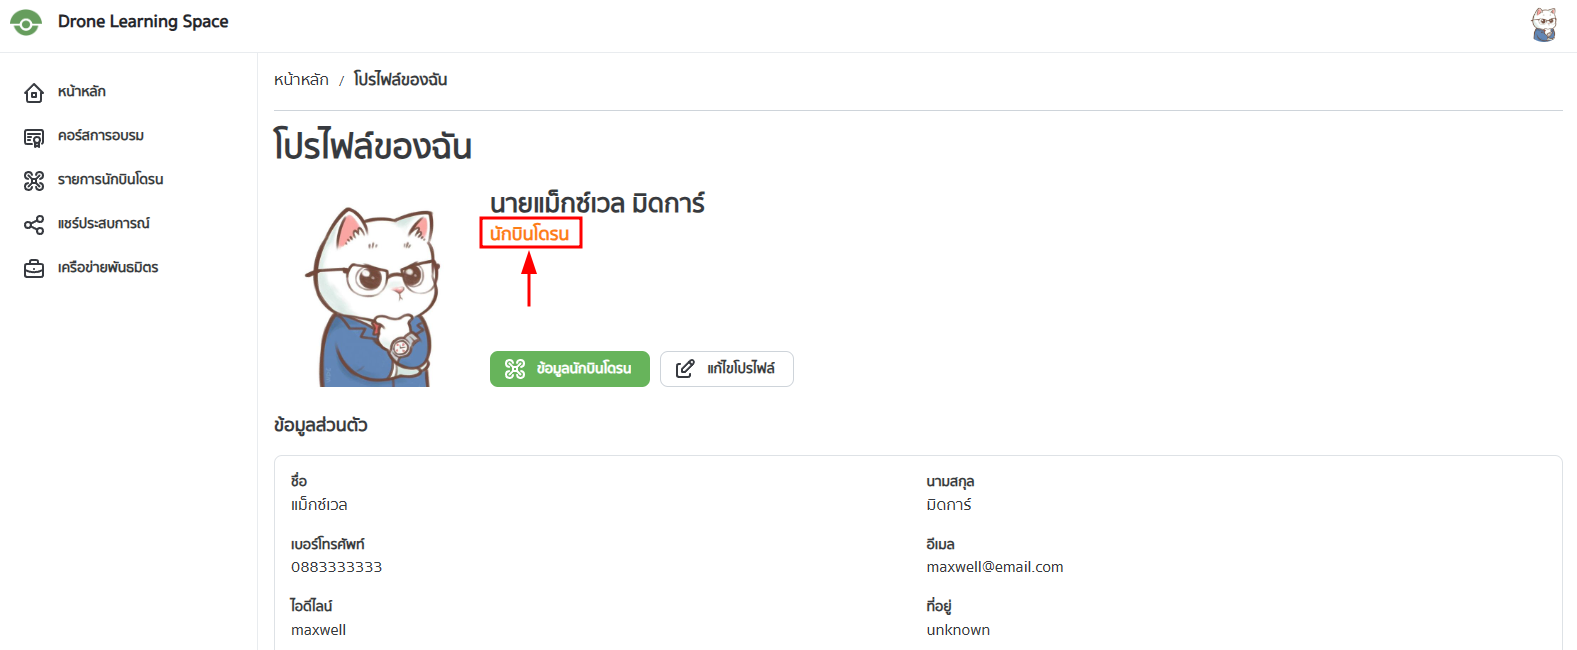 Drone Learning Space
หน้าหลัก
คอร์สการอบรม
รายการนักบินโดรน
แชร์ประสบการณ์
เครือข่ายพันธมิตร
หน้าหลัก / โปรไฟล์ของฉัน
โปรไฟล์ของฉัน
นายแม็กซ์เวล มิดการ์
นักบินโดรน
ข้อมูลนักบินโดรน
แก้ไขโปรไฟล์
ข้อมูลส่วนตัว
ชื่อ
แม็กซ์เวล
นามสกุล
มิดการ์
เบอร์โทรศัพท์
0883333333
อีเมล
maxwell@email.com
ไอดีไลน์
maxwell
ที่อยู่
unknown